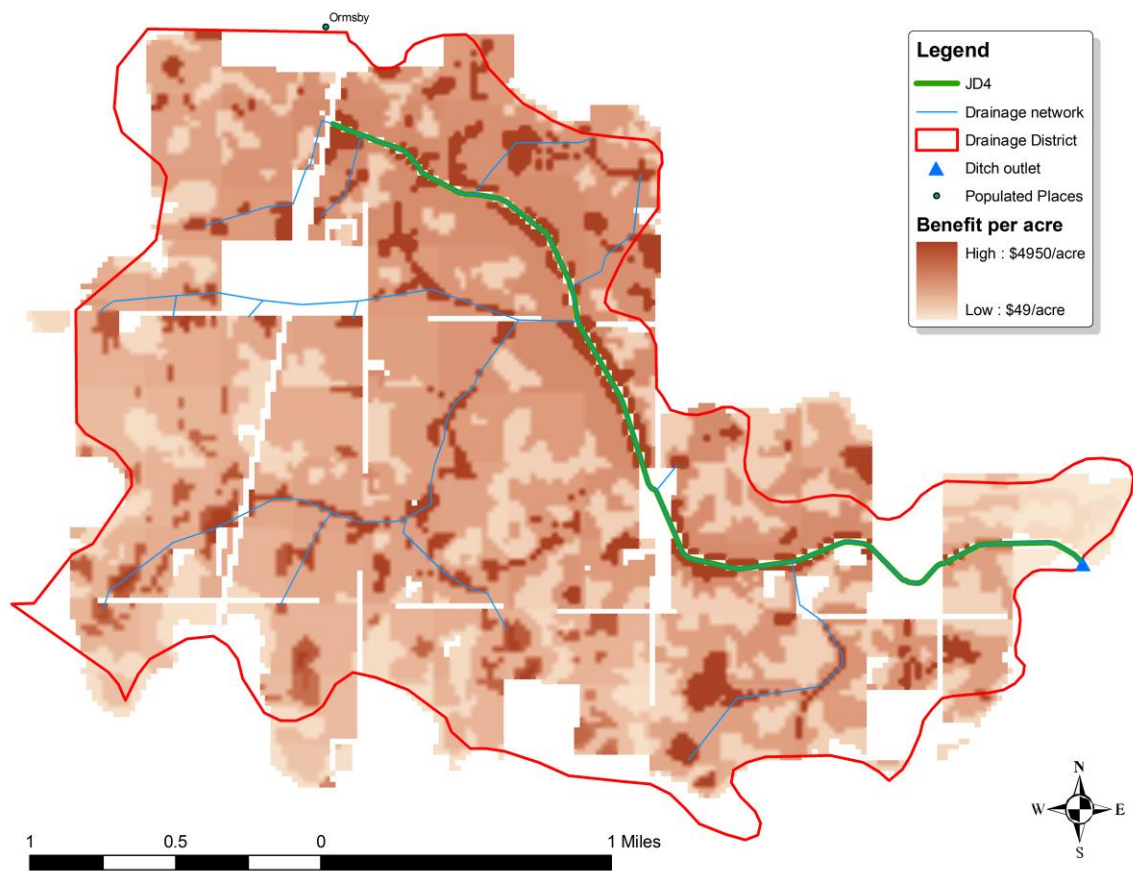 Ormsby
Legend
JD4
Drainage network
Drainage District
Ditch outlet
Populated Places
Benefit per acre
High : $4950/acre
Low : $49/acre
N
W E
S
1 0.5 0 1 Miles